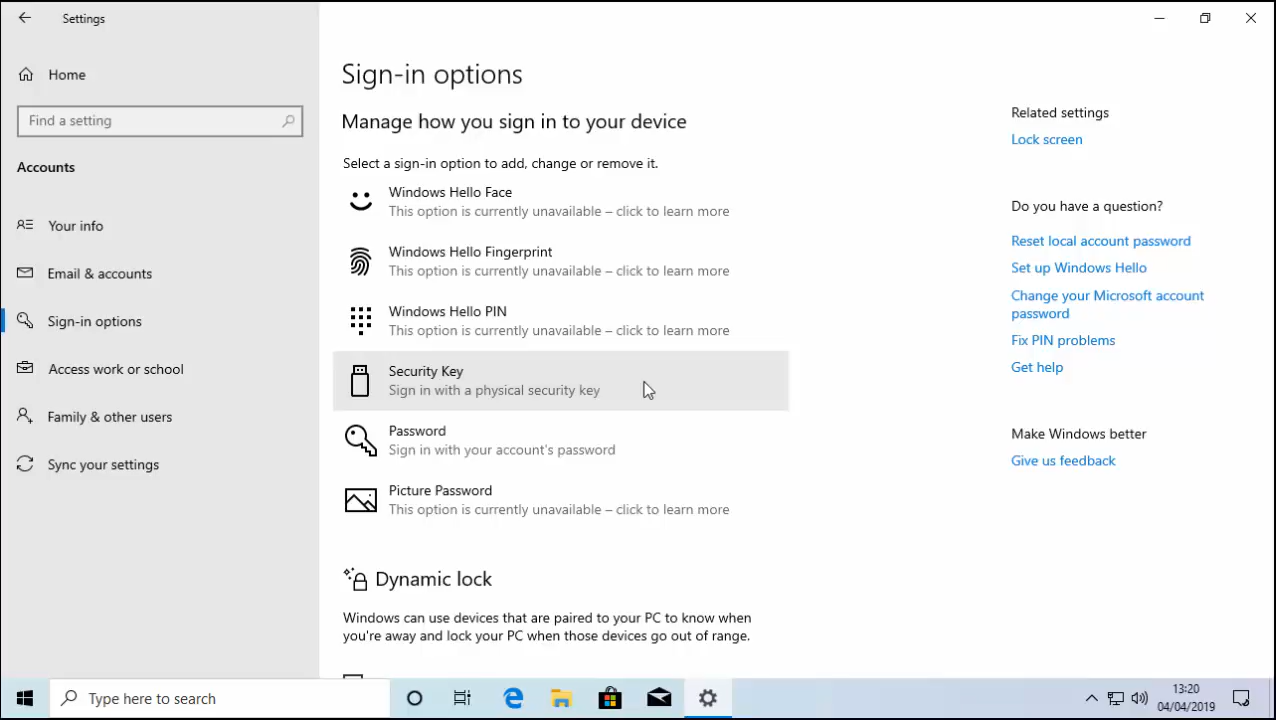 Settings
Home
Find a setting
Accounts
Your info
Email & accounts
Sign-in options
Access work or school
Family & other users
Sync your settings
Sign-in options
Manage how you sign in to your device
Select a sign-in option to add, change or remove it.
Windows Hello Face
This option is currently unavailable – click to learn more
Windows Hello Fingerprint
This option is currently unavailable – click to learn more
Windows Hello PIN
This option is currently unavailable – click to learn more
Security Key
Sign in with a physical security key
Password
Sign in with your account's password
Picture Password
This option is currently unavailable – click to learn more
Dynamic lock
Windows can use devices that are paired to your PC to know when
you're away and lock your PC when those devices go out of range.
Related settings
Lock screen
Do you have a question?
Reset local account password
Set up Windows Hello
Change your Microsoft account
password
Fix PIN problems
Get help
Make Windows better
Give us feedback
Type here to search
13:20
04/04/2019